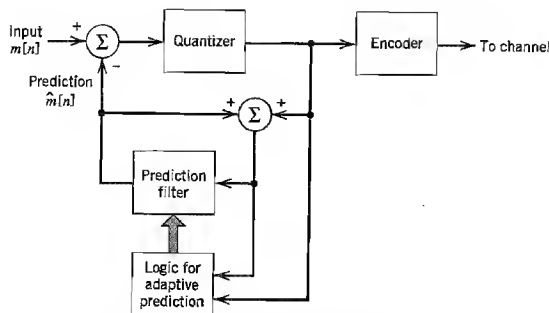 Input
m[n]
+
Σ
−
Quantizer
Encoder
To channel
Prediction
m̂[n]
+
Σ
+
Prediction
filter
Logic for
adaptive
prediction